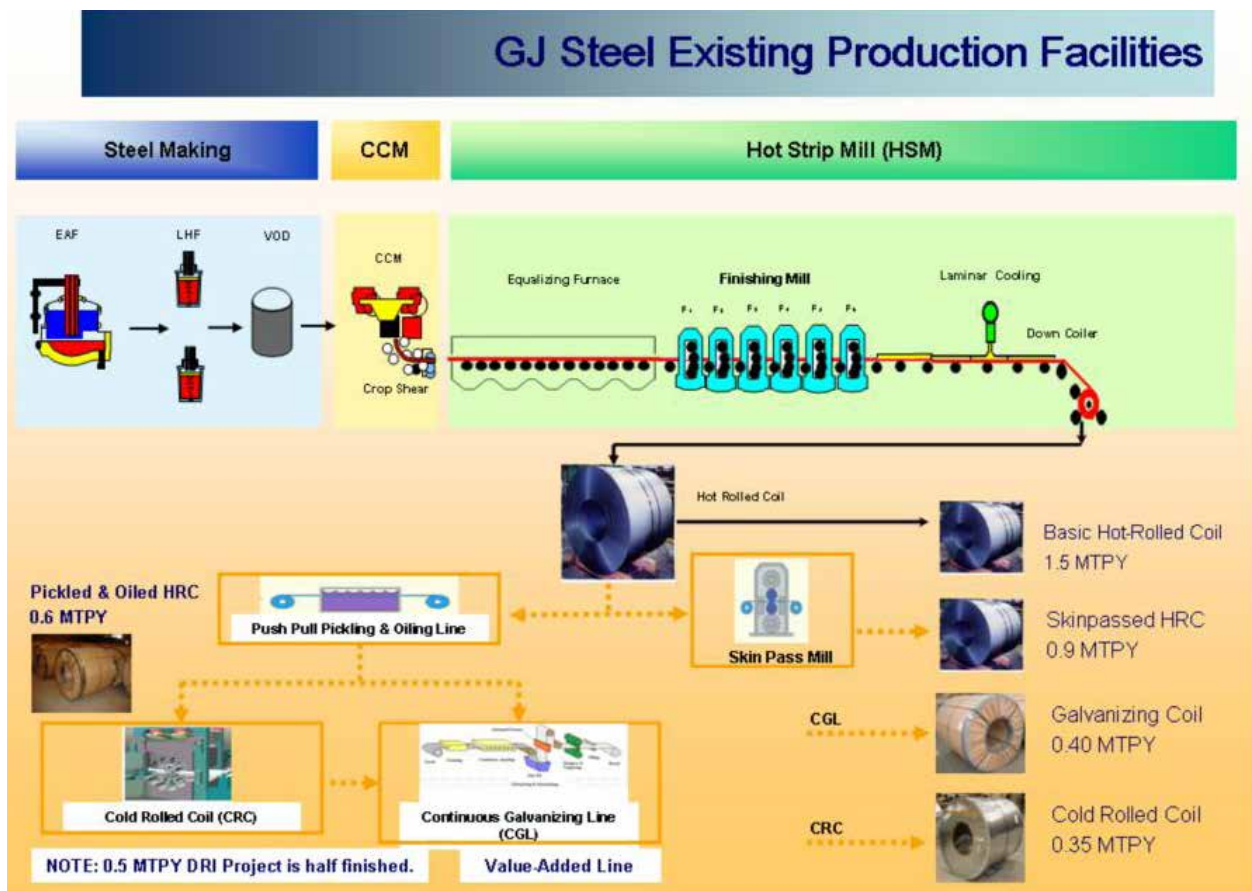 GJ Steel Existing Production Facilities
Steel Making
CCM
Hot Strip Mill (HSM)
EAF
LHF
VOD
CCM
Crop Shear
Equalizing Furnace
Finishing Mill
Laminar Cooling
Down Coiler
Hot Rolled Coil
Basic Hot-Rolled Coil
1.5 MTPY
Pickled & Oiled HRC
0.6 MTPY
Push Pull Pickling & Oiling Line
Skin Pass Mill
Skinpassed HRC
0.9 MTPY
CGL
Galvanizing Coil
0.40 MTPY
Cold Rolled Coil (CRC)
Continuous Galvanizing Line
(CGL)
CRC
Cold Rolled Coil
0.35 MTPY
NOTE: 0.5 MTPY DRI Project is half finished.
Value-Added Line